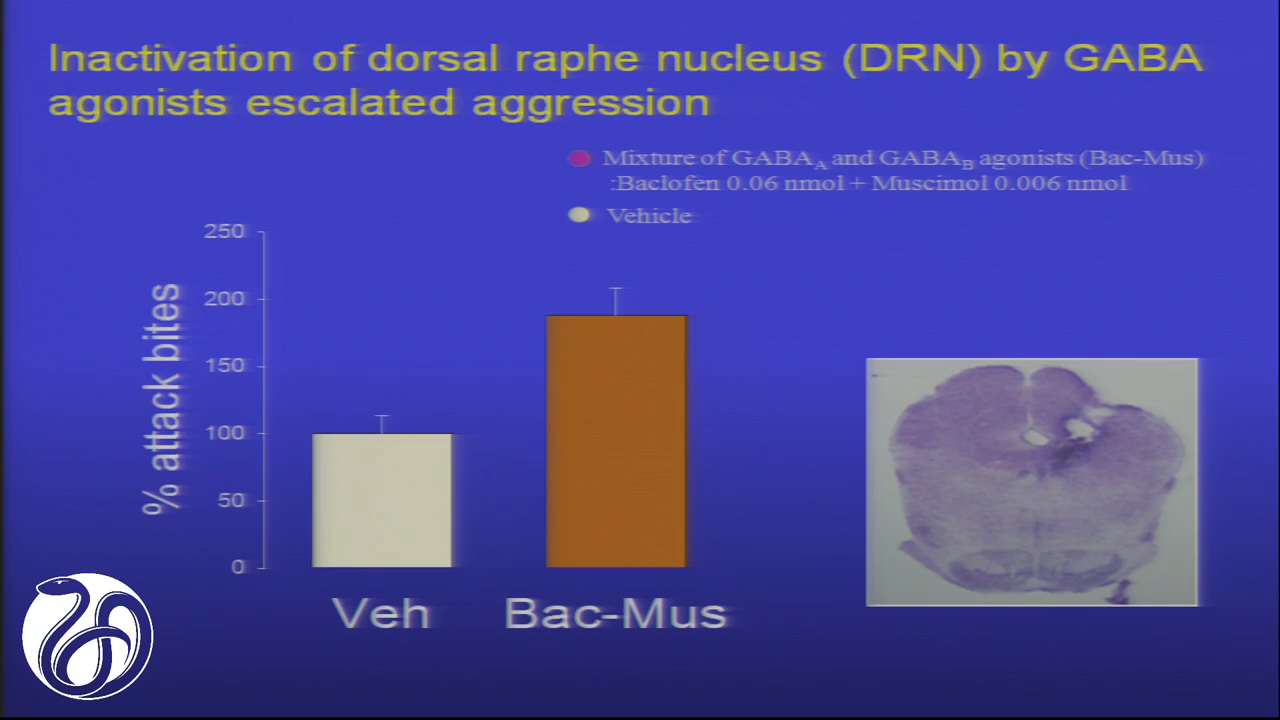 Inactivation of dorsal raphe nucleus (DRN) by GABA
agonists escalated aggression
Mixture of GABAA and GABAB agonists (Bac-Mus)
:Baclofen 0.06 nmol + Muscimol 0.006 nmol
Vehicle
250
200
150
100
50
0
% attack bites
Veh
Bac-Mus